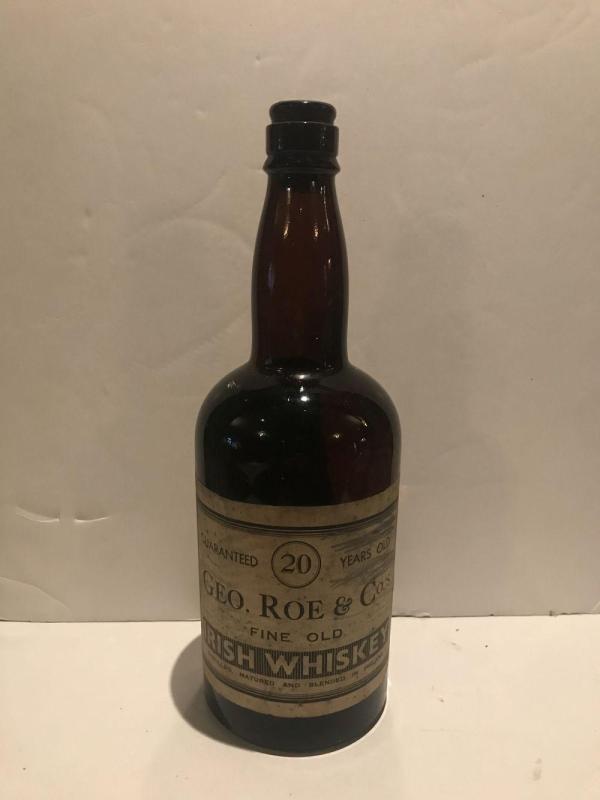 GUARANTEED 20 YEARS OLD
GEO. ROE & Co.'s
FINE OLD
IRISH WHISKEY
MATURED AND BLENDED IN